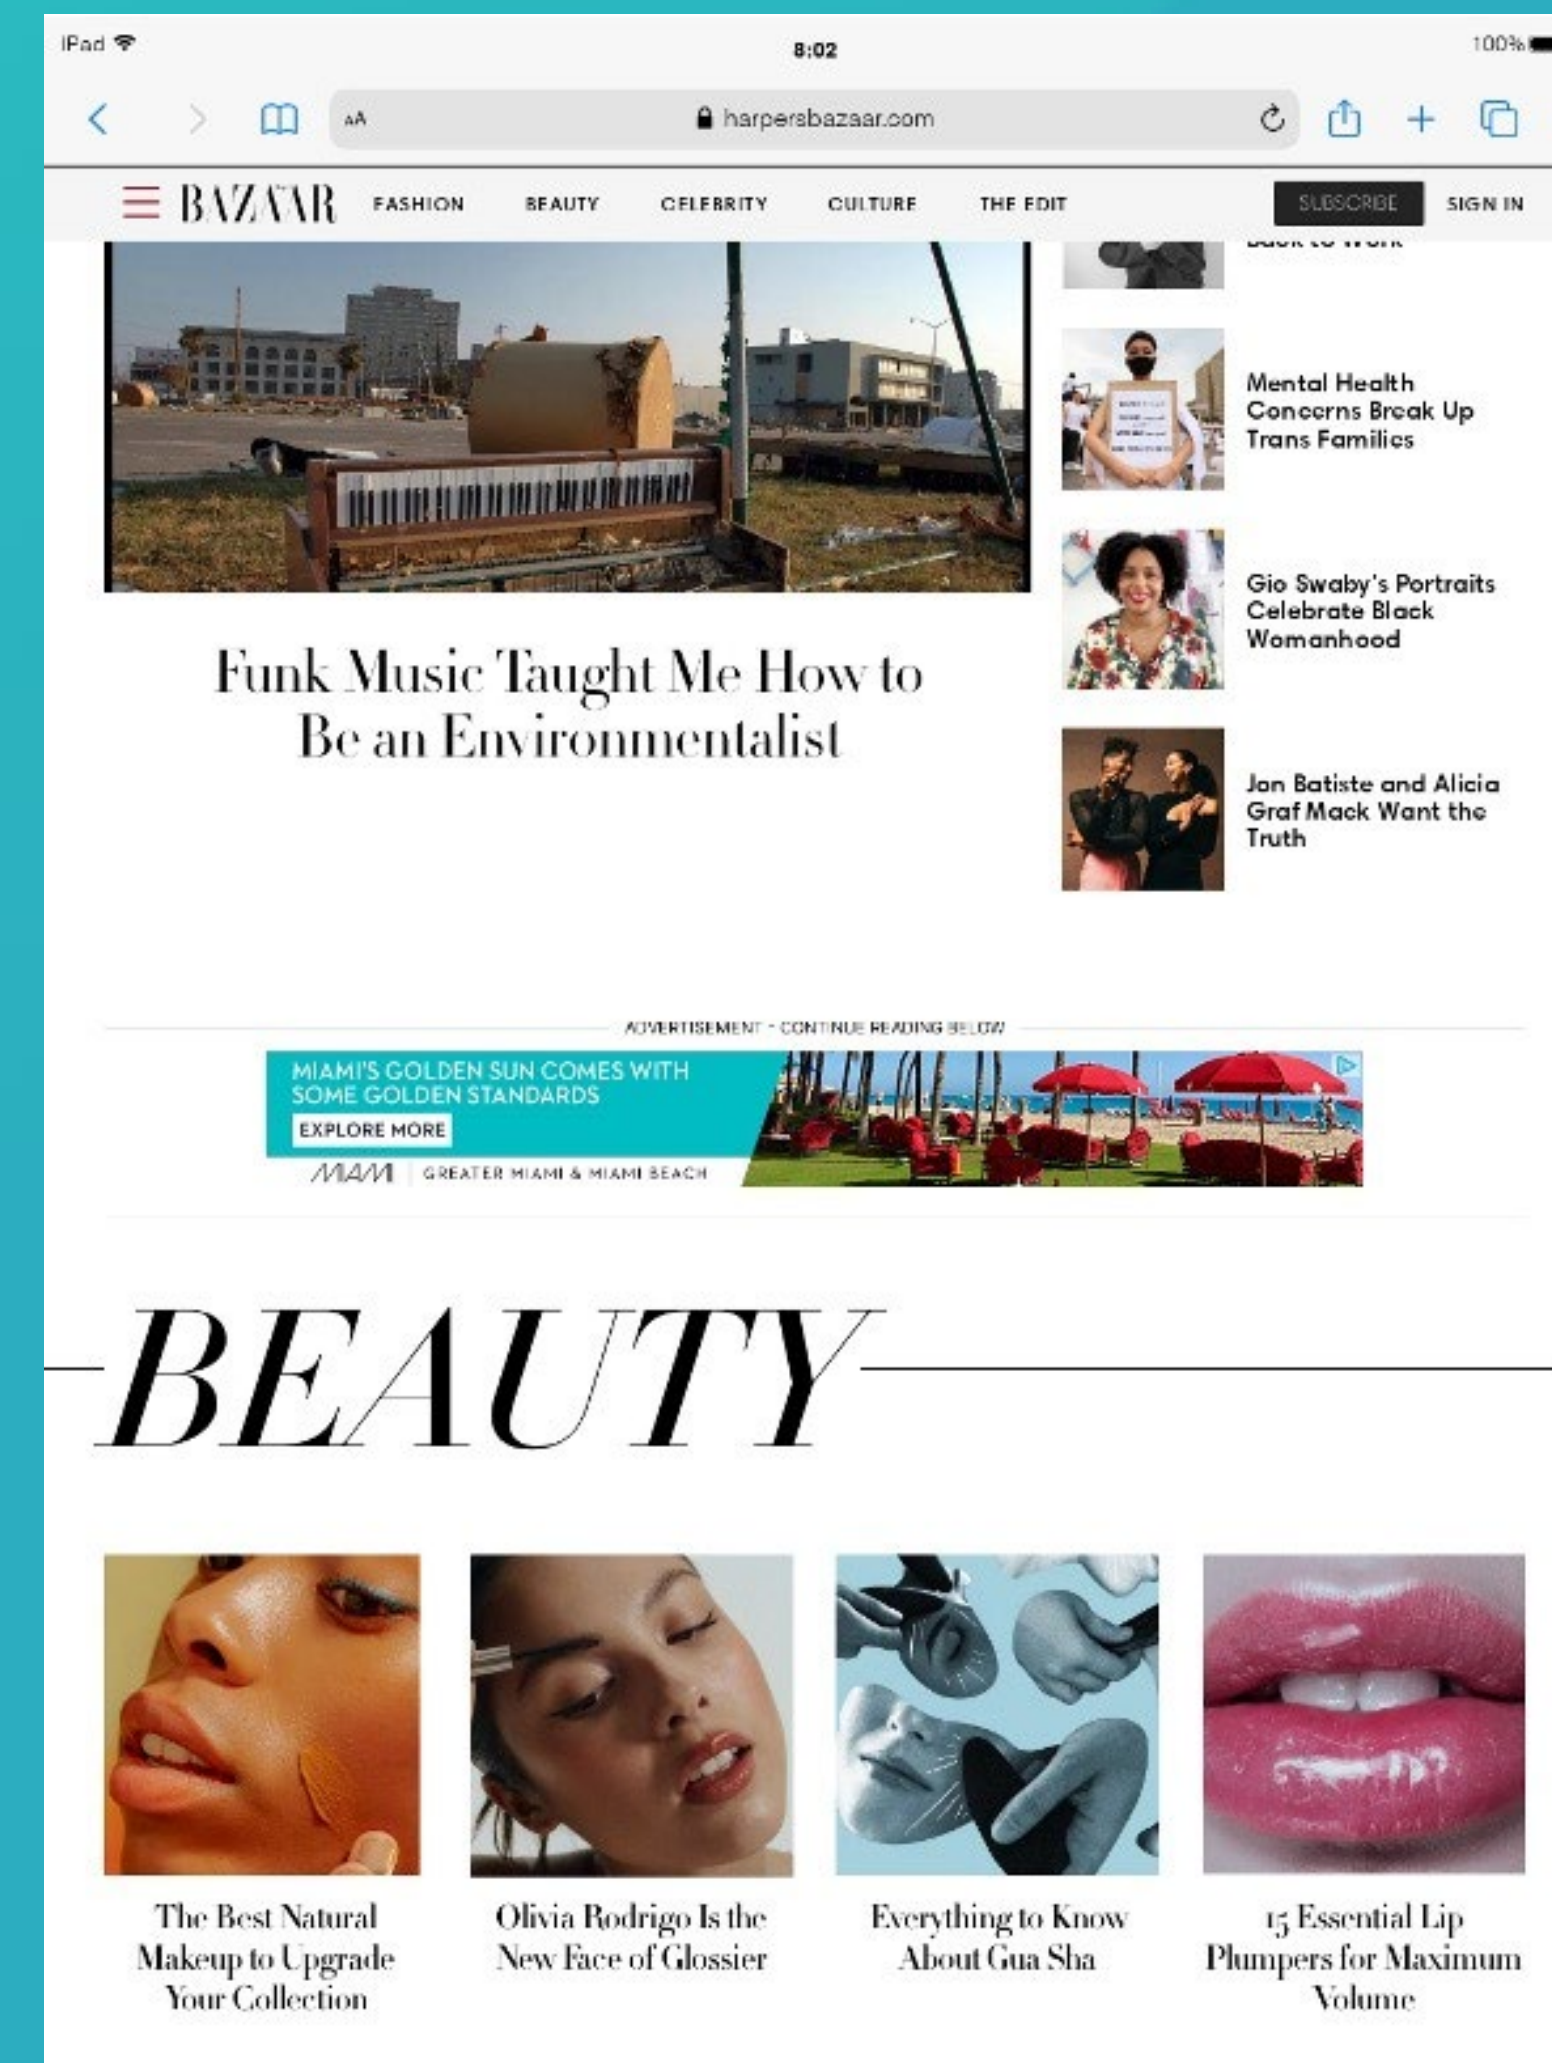 iPad
8:02
100%
AA
harpersbazaar.com
BAZAAR
FASHION
BEAUTY
CELEBRITY
CULTURE
THE EDIT
SUBSCRIBE
SIGN IN
Back to Work
Mental Health
Concerns Break Up
Trans Families
Gio Swaby's Portraits
Celebrate Black
Womanhood
Jon Batiste and Alicia
Graf Mack Want the
Truth
Funk Music Taught Me How to
Be an Environmentalist
ADVERTISEMENT - CONTINUE READING BELOW
MIAMI'S GOLDEN SUN COMES WITH
SOME GOLDEN STANDARDS
EXPLORE MORE
MIAMI
GREATER MIAMI & MIAMI BEACH
BEAUTY
The Best Natural
Makeup to Upgrade
Your Collection
Olivia Rodrigo Is the
New Face of Glossier
Everything to Know
About Gua Sha
15 Essential Lip
Plumpers for Maximum
Volume